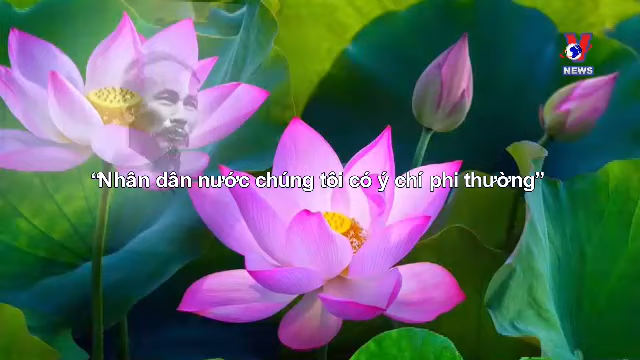 NEWS
“Nhân dân nước chúng tôi có ý chí phi thường”